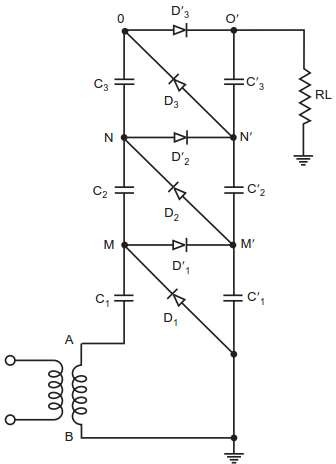 D′3
0 O′
C3 C′3 RL
D3
N N′
D′2
C2 C′2
D2
M M′
D′1
C1 C′1
D1
A
B